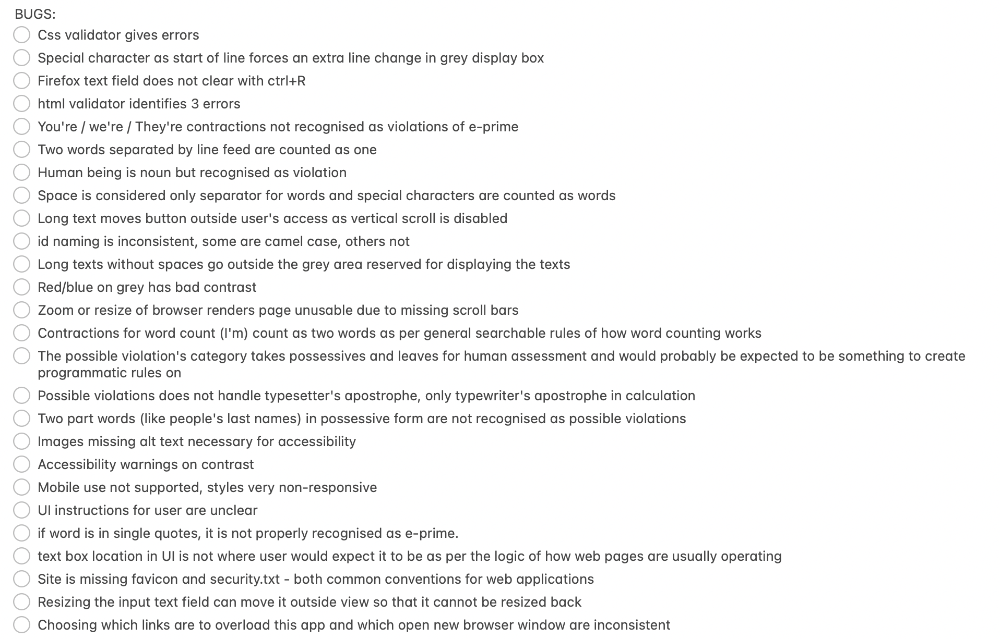 BUGS:
Css validator gives errors
Special character as start of line forces an extra line change in grey display box
Firefox text field does not clear with ctrl+R
html validator identifies 3 errors
You're / we're / They're contractions not recognised as violations of e-prime
Two words separated by line feed are counted as one
Human being is noun but recognised as violation
Space is considered only separator for words and special characters are counted as words
Long text moves button outside user's access as vertical scroll is disabled
id naming is inconsistent, some are camel case, others not
Long texts without spaces go outside the grey area reserved for displaying the texts
Red/blue on grey has bad contrast
Zoom or resize of browser renders page unusable due to missing scroll bars
Contractions for word count (I'm) count as two words as per general searchable rules of how word counting works
The possible violation's category takes possessives and leaves for human assessment and would probably be expected to be something to create
programmatic rules on
Possible violations does not handle typesetter's apostrophe, only typewriter's apostrophe in calculation
Two part words (like people's last names) in possessive form are not recognised as possible violations
Images missing alt text necessary for accessibility
Accessibility warnings on contrast
Mobile use not supported, styles very non-responsive
UI instructions for user are unclear
if word is in single quotes, it is not properly recognised as e-prime.
text box location in UI is not where user would expect it to be as per the logic of how web pages are usually operating
Site is missing favicon and security.txt - both common conventions for web applications
Resizing the input text field can move it outside view so that it cannot be resized back
Choosing which links are to overload this app and which open new browser window are inconsistent